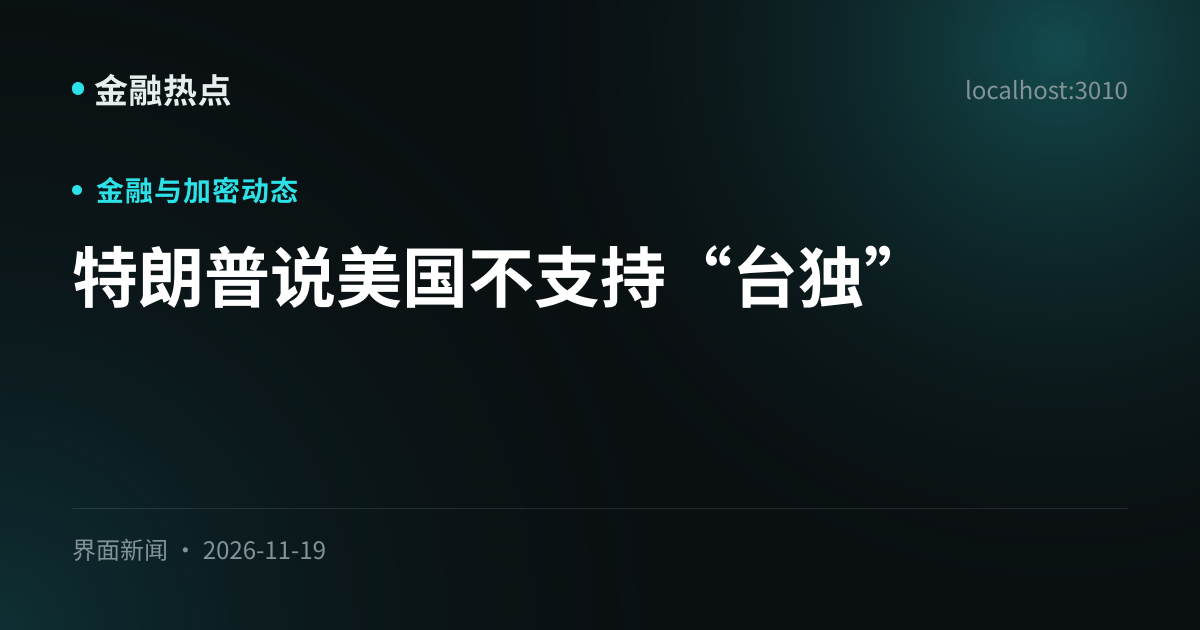 金融热点
localhost:3010
金融与加密动态
特朗普说美国不支持“台独”
界面新闻 · 2026-11-19